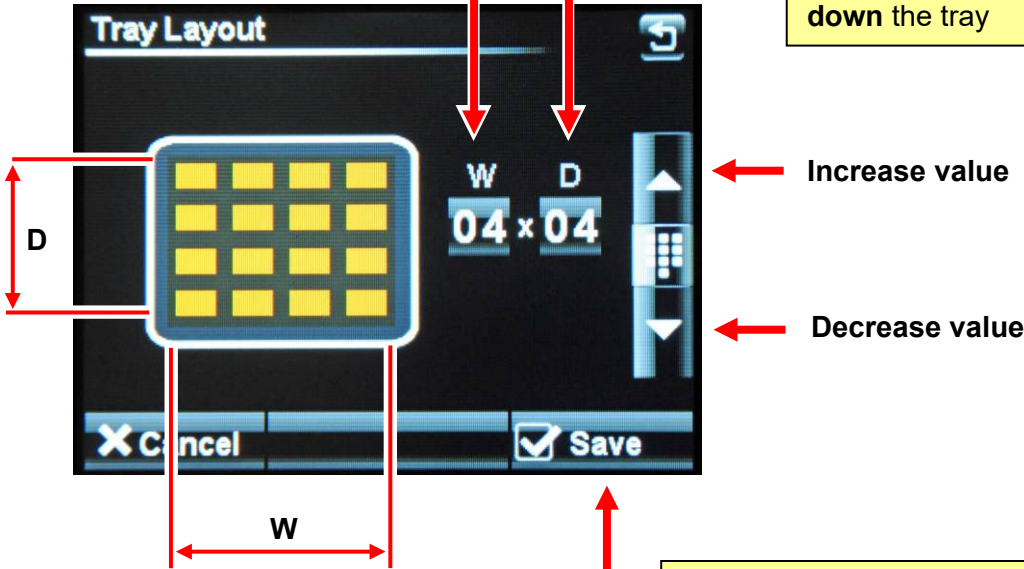 down the tray
Tray Layout
W D
04 x 04
Increase value
D
Decrease value
Cancel Save
W